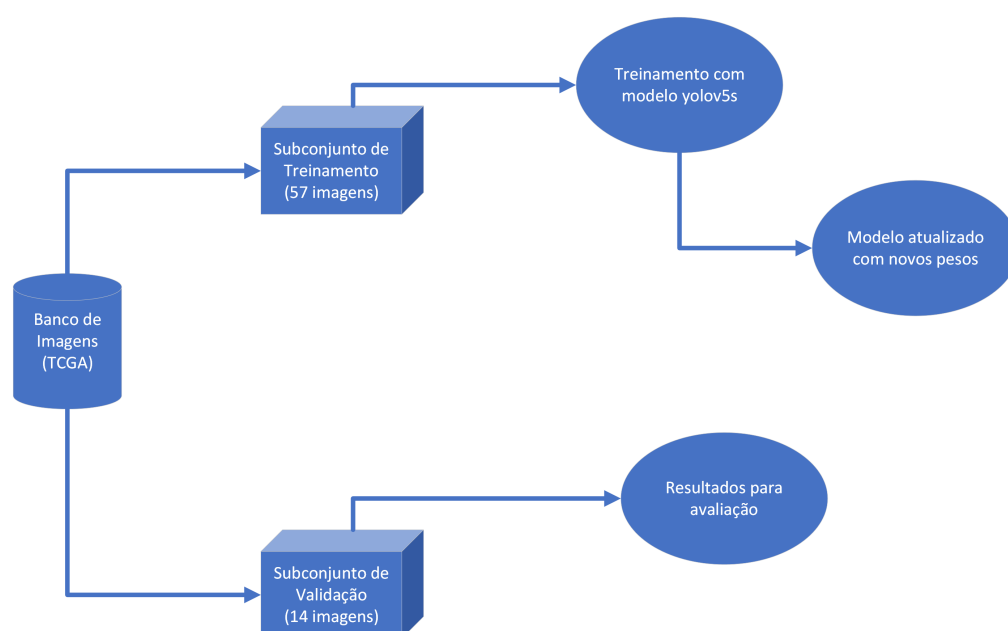 Treinamento com
modelo yolov5s
Subconjunto de
Treinamento
(57 imagens)
Modelo atualizado
com novos pesos
Banco de
Imagens
(TCGA)
Resultados para
avaliação
Subconjunto de
Validação
(14 imagens)